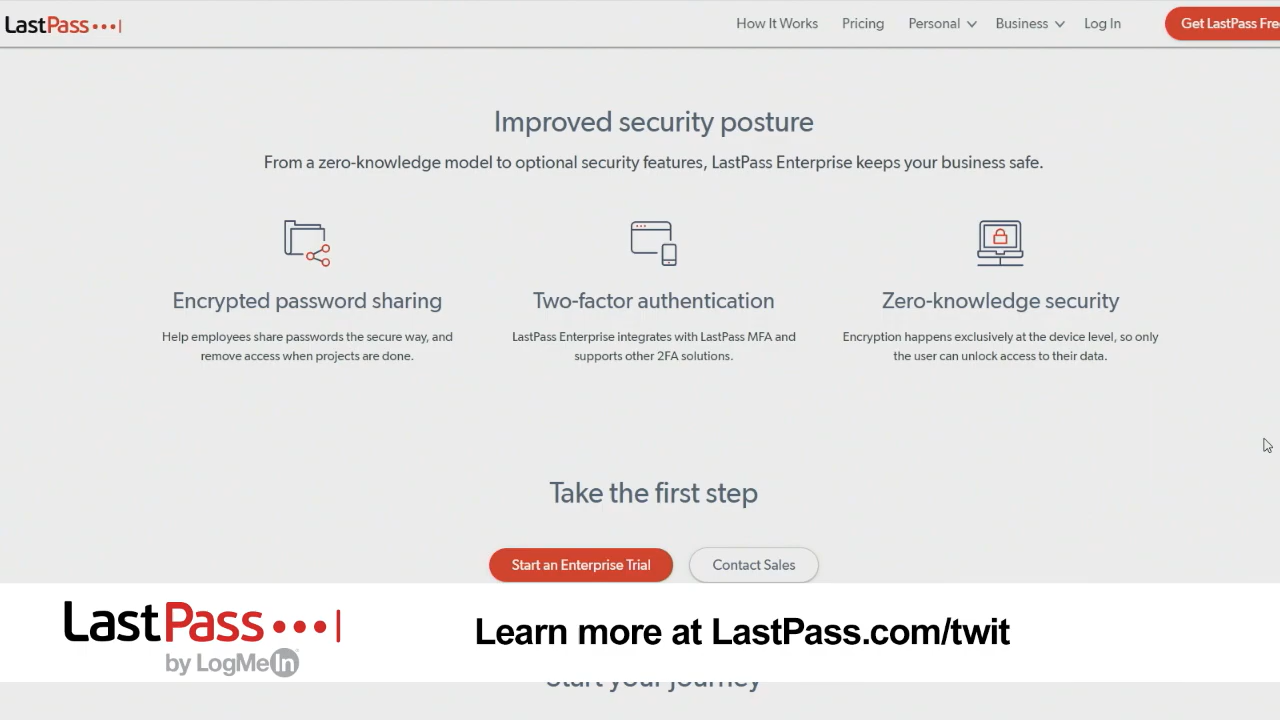 LastPass
How It Works
Pricing
Personal
Business
Log In
Get LastPass Fre
Improved security posture
From a zero-knowledge model to optional security features, LastPass Enterprise keeps your business safe.
Encrypted password sharing
Help employees share passwords the secure way, and
remove access when projects are done.
Two-factor authentication
LastPass Enterprise integrates with LastPass MFA and
supports other 2FA solutions.
Zero-knowledge security
Encryption happens exclusively at the device level, so only
the user can unlock access to their data.
Take the first step
Start an Enterprise Trial
Contact Sales
LastPass
by LogMeIn
Learn more at LastPass.com/twit
Start your journey